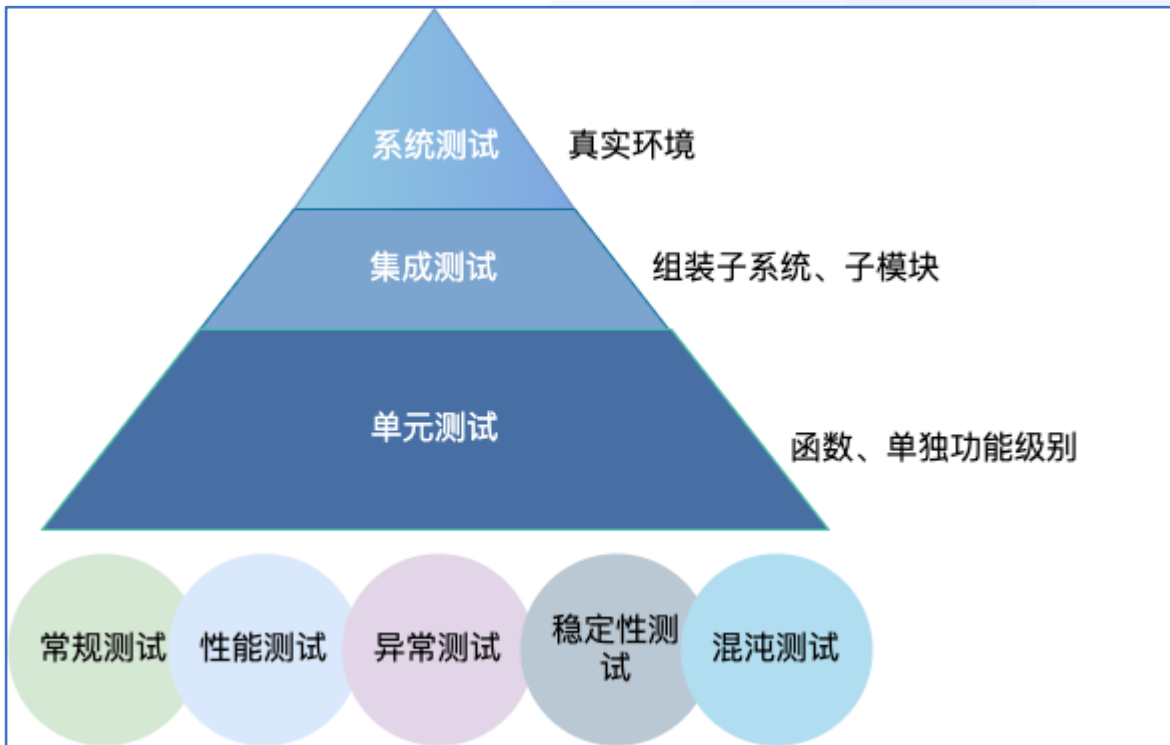 系统测试
真实环境
集成测试
组装子系统、子模块
单元测试
函数、单独功能级别
常规测试
性能测试
异常测试
稳定性测
试
混沌测试